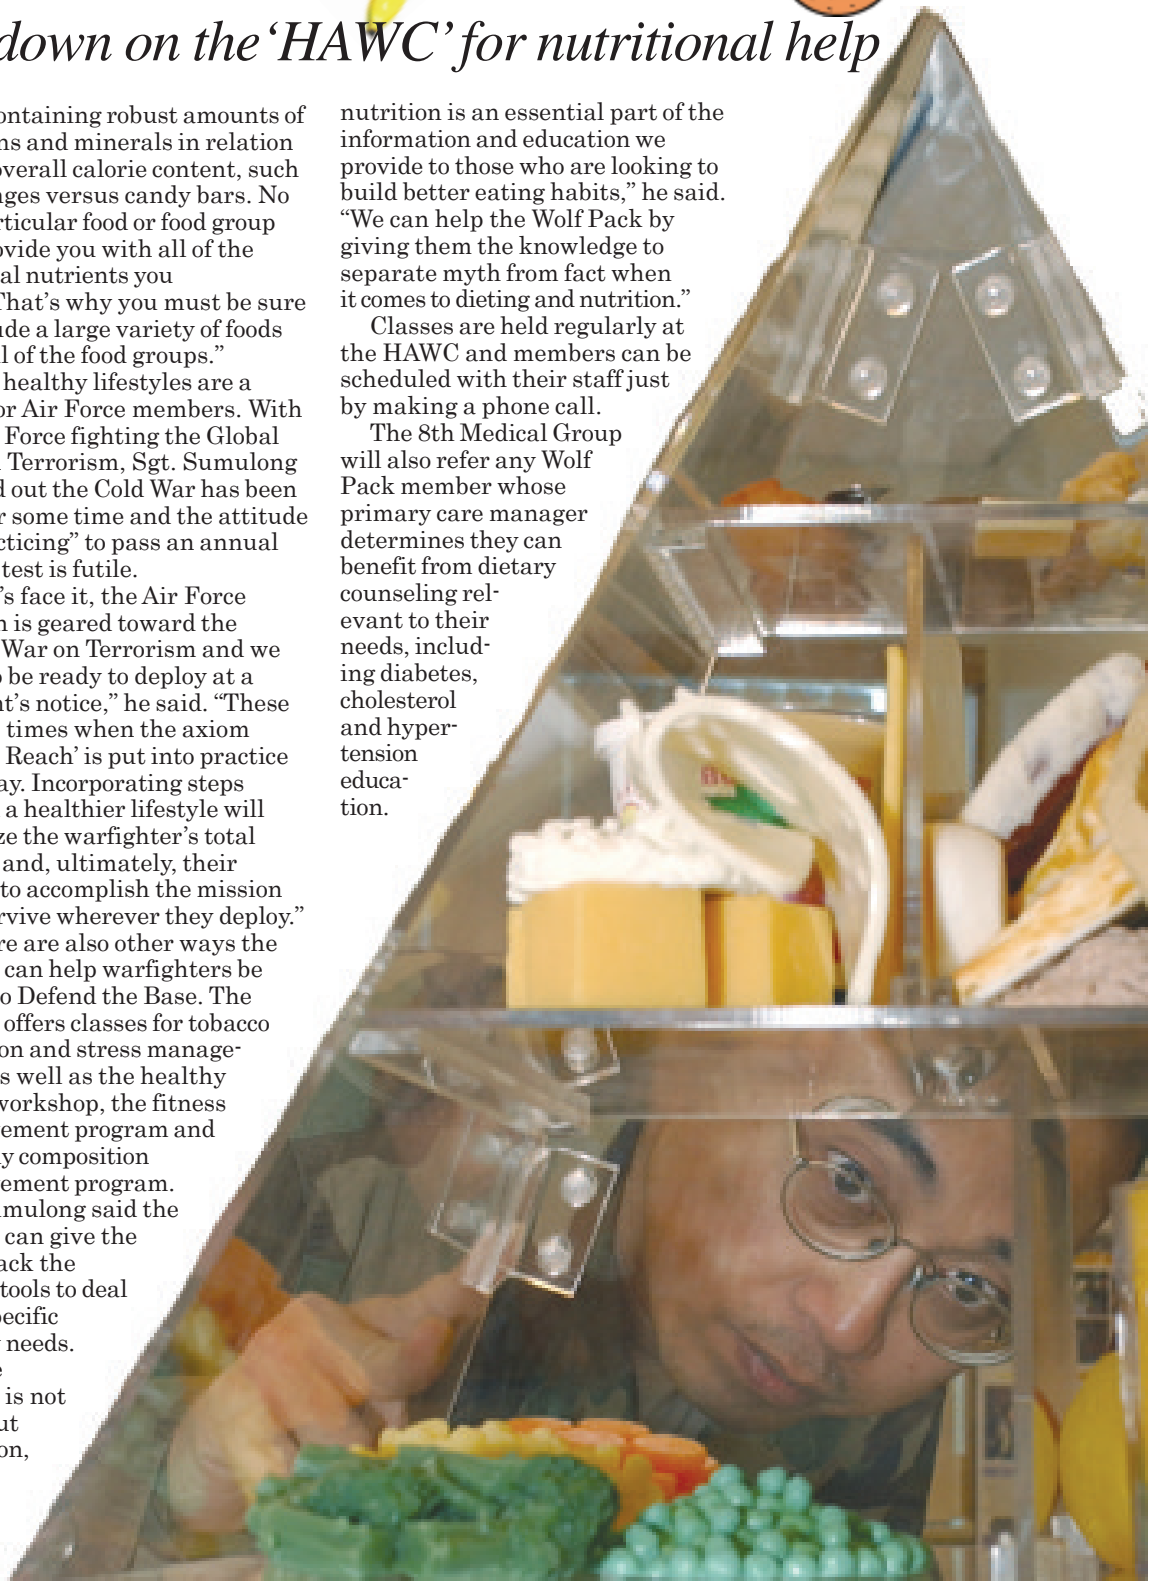 down on the ‘HAWC’ for nutritional help
ontaining robust amounts of
ns and minerals in relation
overall calorie content, such
nges versus candy bars. No
rticular food or food group
ovide you with all of the
al nutrients you
That’s why you must be sure
ude a large variety of foods
l of the food groups.”
healthy lifestyles are a
or Air Force members. With
Force fighting the Global
Terrorism, Sgt. Sumulong
d out the Cold War has been
r some time and the attitude
cticing” to pass an annual
test is futile.
’s face it, the Air Force
n is geared toward the
War on Terrorism and we
o be ready to deploy at a
nt’s notice,” he said. “These
times when the axiom
Reach’ is put into practice
ay. Incorporating steps
a healthier lifestyle will
ze the warfighter’s total
and, ultimately, their
to accomplish the mission
rvive wherever they deploy.”
re are also other ways the
can help warfighters be
o Defend the Base. The
offers classes for tobacco
on and stress manage-
s well as the healthy
workshop, the fitness
ement program and
y composition
ement program.
mulong said the
can give the
ack the
tools to deal
pecific
needs.
e
is not
ut
on,
nutrition is an essential part of the
information and education we
provide to those who are looking to
build better eating habits,” he said.
“We can help the Wolf Pack by
giving them the knowledge to
separate myth from fact when
it comes to dieting and nutrition.”
Classes are held regularly at
the HAWC and members can be
scheduled with their staff just
by making a phone call.
The 8th Medical Group
will also refer any Wolf
Pack member whose
primary care manager
determines they can
benefit from dietary
counseling rel-
evant to their
needs, includ-
ing diabetes,
cholesterol
and hyper-
tension
educa-
tion.